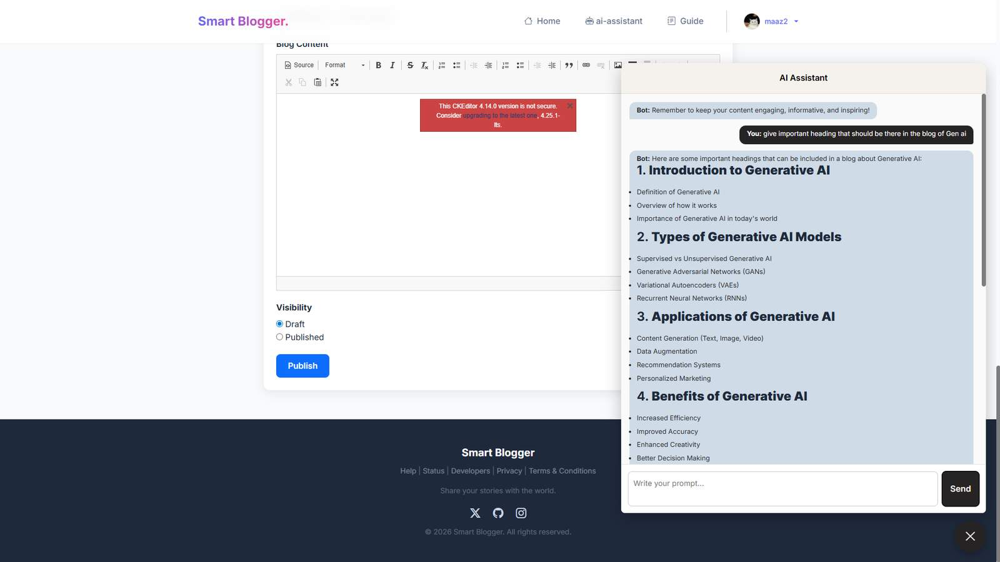 Smart Blogger.
Home
ai-assistant
Guide
maaz2
Blog Content
Source
Format
This CKEditor 4.14.0 version is not secure.
Consider upgrading to the latest one, 4.25.1-
lts.
Visibility
Draft
Published
Publish
AI Assistant
Bot: Remember to keep your content engaging, informative, and inspiring!
You: give important heading that should be there in the blog of Gen ai
Bot: Here are some important headings that can be included in a blog about Generative AI:
1. Introduction to Generative AI
• Definition of Generative AI
• Overview of how it works
• Importance of Generative AI in today's world
2. Types of Generative AI Models
• Supervised vs Unsupervised Generative AI
• Generative Adversarial Networks (GANs)
• Variational Autoencoders (VAEs)
• Recurrent Neural Networks (RNNs)
3. Applications of Generative AI
• Content Generation (Text, Image, Video)
• Data Augmentation
• Recommendation Systems
• Personalized Marketing
4. Benefits of Generative AI
• Increased Efficiency
• Improved Accuracy
• Enhanced Creativity
• Better Decision Making
Write your prompt...
Send
Smart Blogger
Help | Status | Developers | Privacy | Terms & Conditions
Share your stories with the world.
© 2026 Smart Blogger. All rights reserved.